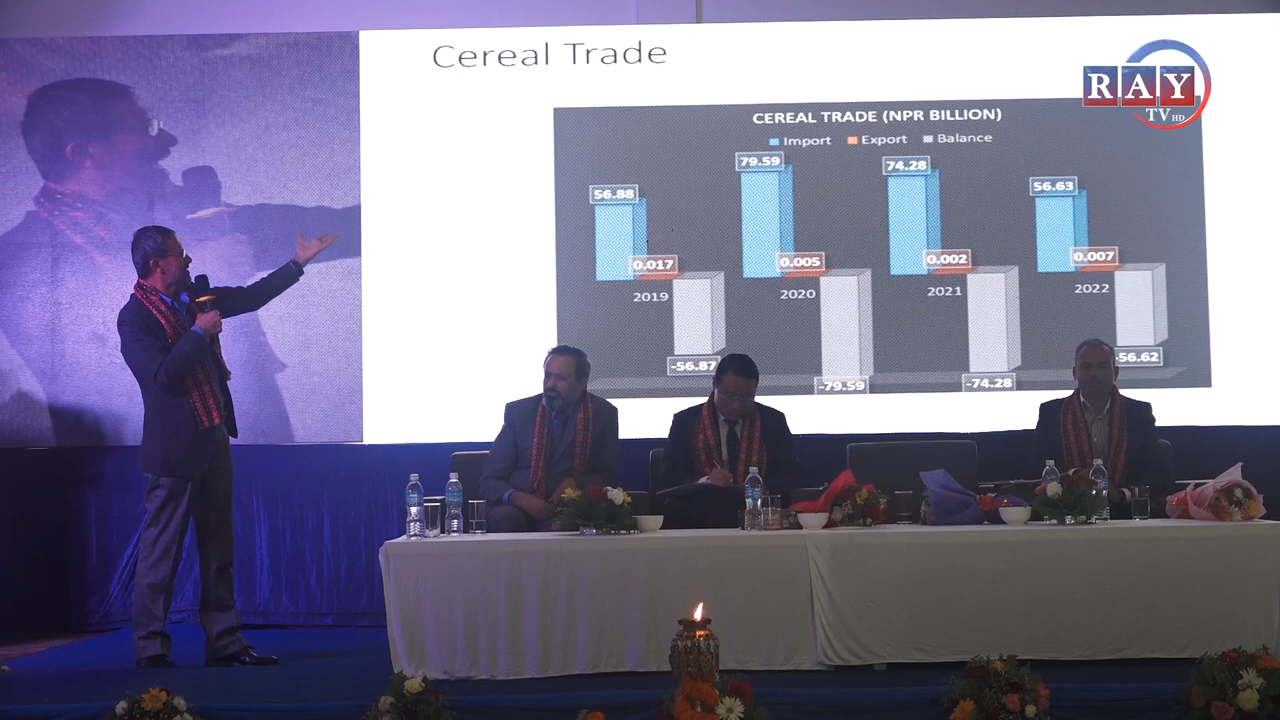 Cereal Trade
RAY
TV HD
CEREAL TRADE (NPR BILLION)
Import Export Balance
56.88 79.59 74.28 56.63
0.017 0.005 0.002 0.007
2019 2020 2021 2022
-56.87 -79.59 -74.28 -56.62